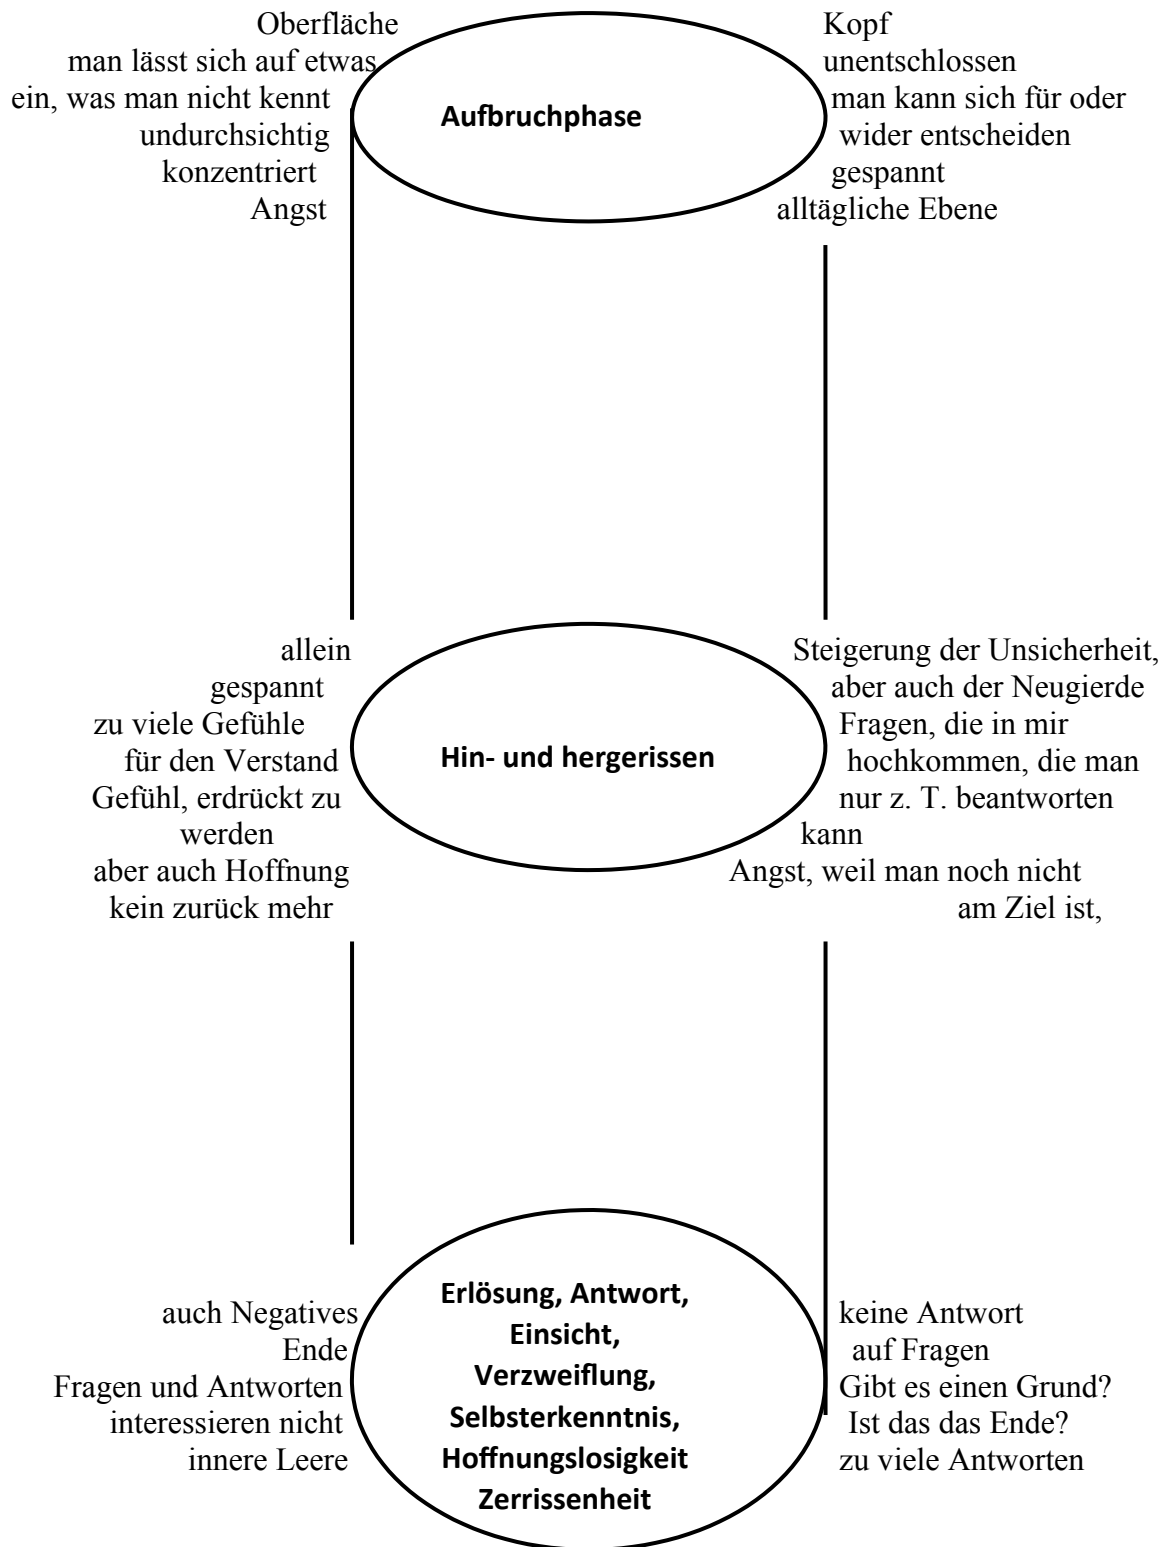 Oberfläche
man lässt sich auf etwas
ein, was man nicht kennt
undurchsichtig
konzentriert
Angst
Aufbruchphase
Kopf
unentschlossen
man kann sich für oder
wider entscheiden
gespannt
alltägliche Ebene
allein
gespannt
zu viele Gefühle
für den Verstand
Gefühl, erdrückt zu
werden
aber auch Hoffnung
kein zurück mehr
Hin- und hergerissen
Steigerung der Unsicherheit,
aber auch der Neugierde
Fragen, die in mir
hochkommen, die man
nur z. T. beantworten
kann
Angst, weil man noch nicht
am Ziel ist,
auch Negatives
Ende
Fragen und Antworten
interessieren nicht
innere Leere
Erlösung, Antwort,
Einsicht,
Verzweiflung,
Selbsterkenntnis,
Hoffnungslosigkeit
Zerrissenheit
keine Antwort
auf Fragen
Gibt es einen Grund?
Ist das das Ende?
zu viele Antworten